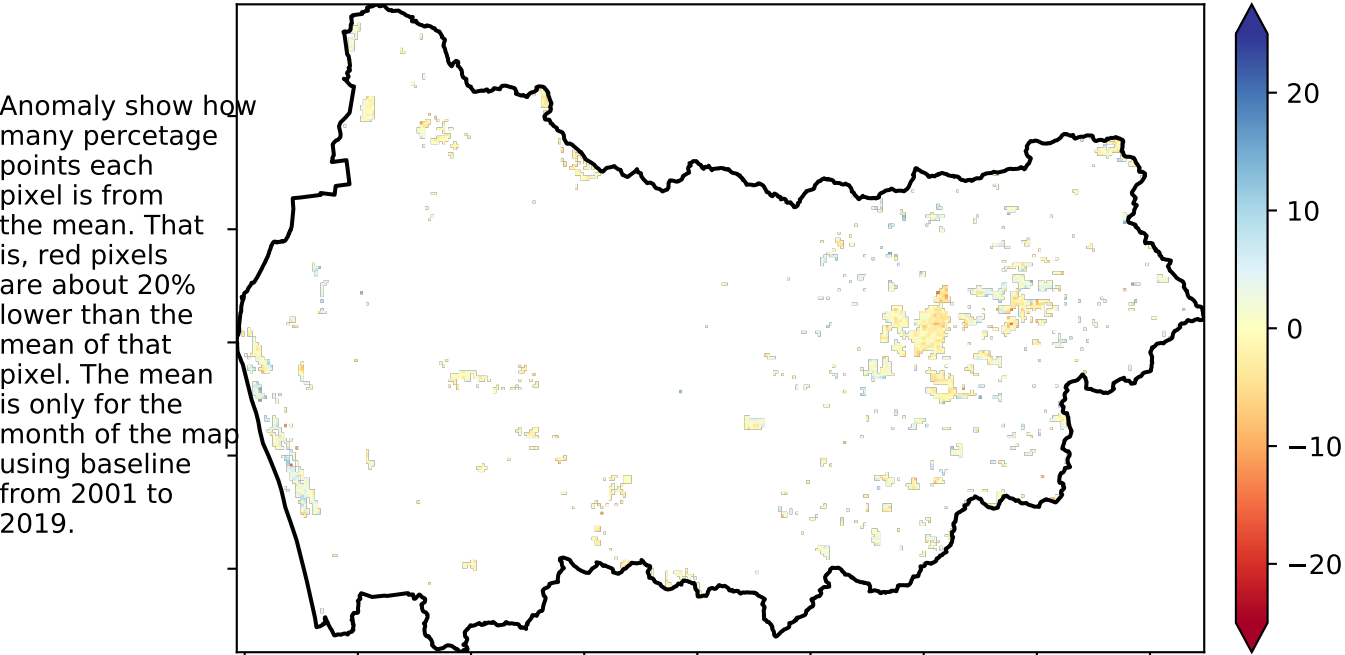 Anomaly show how
many percetage
points each
pixel is from
the mean. That
is, red pixels
are about 20%
lower than the
mean of that
pixel. The mean
is only for the
month of the map
using baseline
from 2001 to
2019.
20
10
0
−10
−20